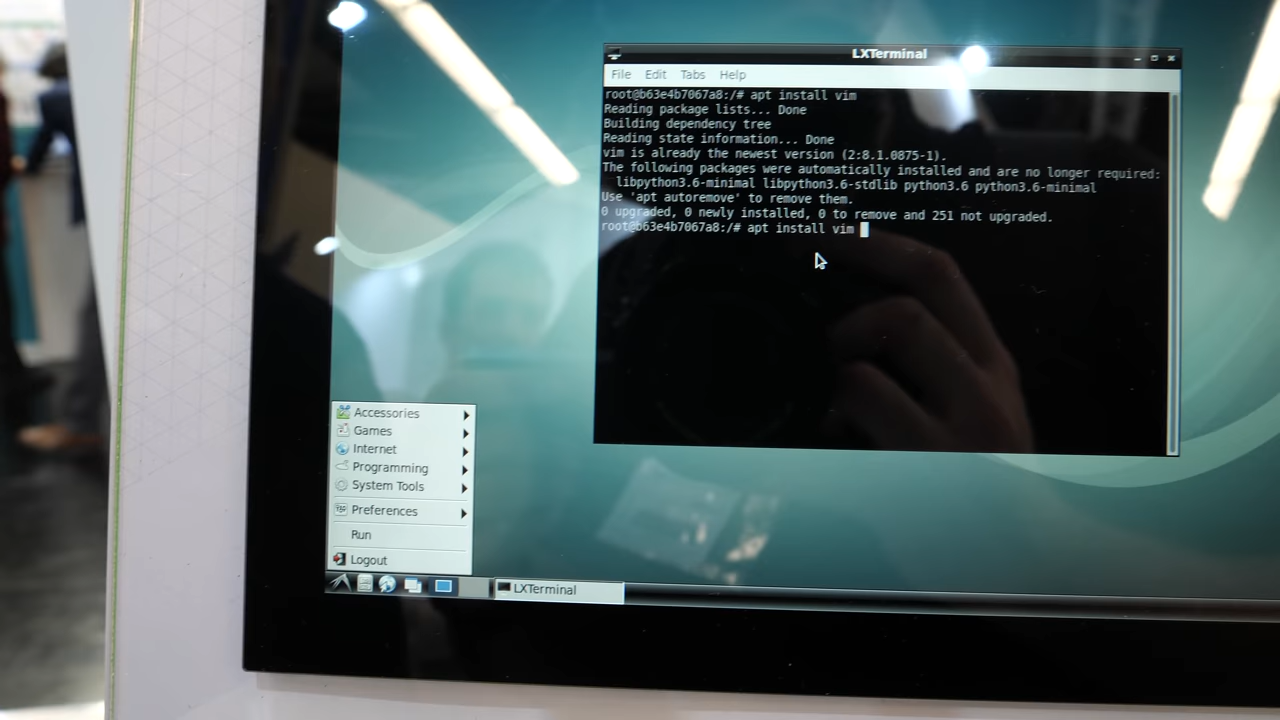 LXTerminal
File Edit Tabs Help
root@b63e4b7067a8:/# apt install vim
Reading package lists... Done
Building dependency tree
Reading state information... Done
vim is already the newest version (2:8.1.0875-1).
The following packages were automatically installed and are no longer required:
libpython3.6-minimal libpython3.6-stdlib python3.6 python3.6-minimal
Use 'apt autoremove' to remove them.
0 upgraded, 0 newly installed, 0 to remove and 251 not upgraded.
root@b63e4b7067a8:/# apt install vim
Accessories
Games
Internet
Programming
System Tools
Preferences
Run
Logout
LXTerminal